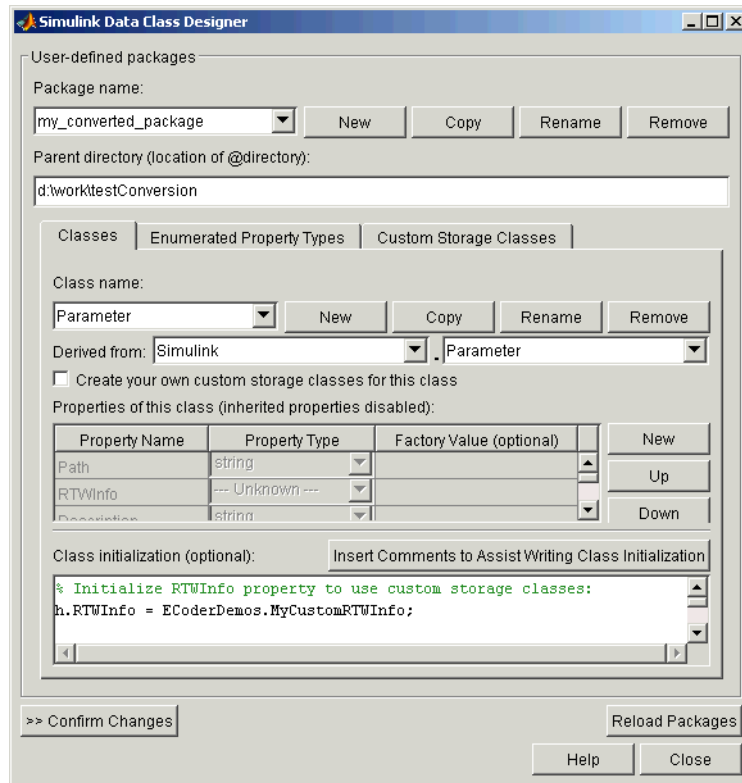 Simulink Data Class Designer
User-defined packages
Package name:
my_converted_package New Copy Rename Remove
Parent directory (location of @directory):
d:\work\testConversion
Classes Enumerated Property Types Custom Storage Classes
Class name:
Parameter New Copy Rename Remove
Derived from: Simulink . Parameter
Create your own custom storage classes for this class
Properties of this class (inherited properties disabled):
Property Name Property Type Factory Value (optional) New
Path string
RTWInfo --- Unknown --- Up
Description string Down
Class initialization (optional): Insert Comments to Assist Writing Class Initialization
% Initialize RTWInfo property to use custom storage classes:
h.RTWInfo = ECoderDemos.MyCustomRTWInfo;
>> Confirm Changes Reload Packages
Help Close